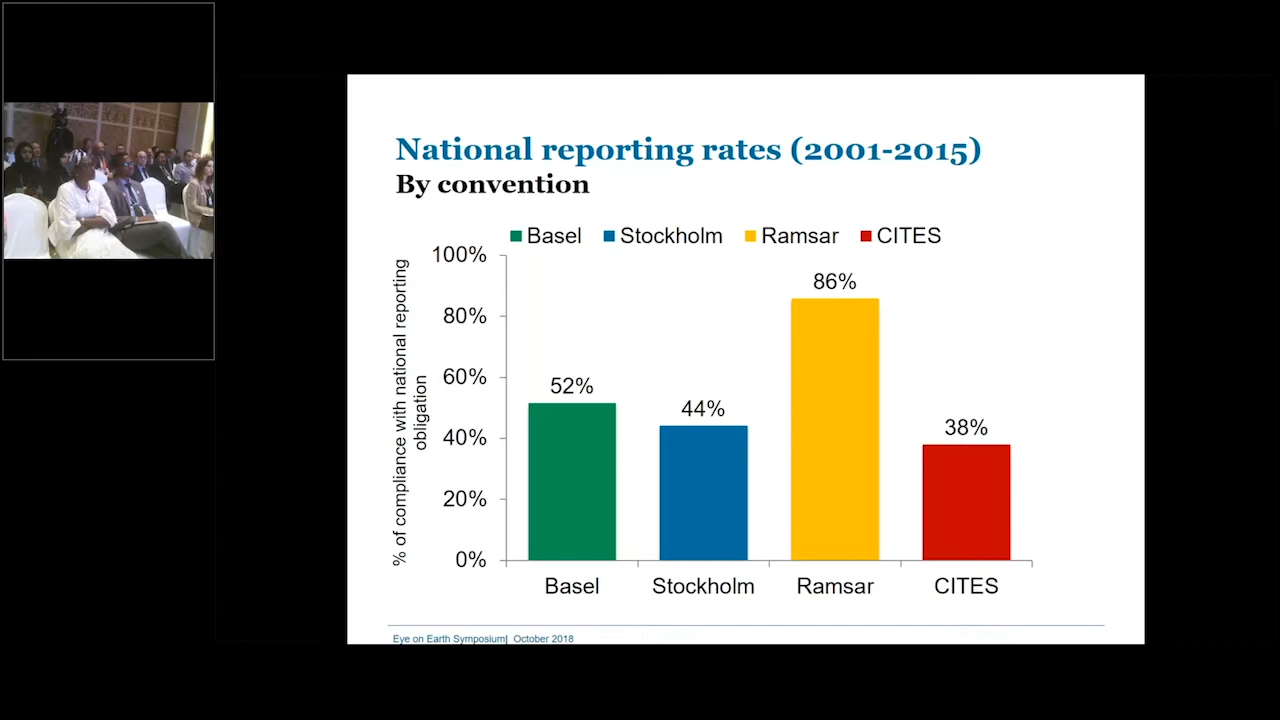 National reporting rates (2001-2015)
By convention
Basel Stockholm Ramsar CITES
% of compliance with national reporting
obligation
100%
80%
60%
40%
20%
0%
52%
44%
86%
38%
Basel Stockholm Ramsar CITES
Eye on Earth Symposium| October 2018